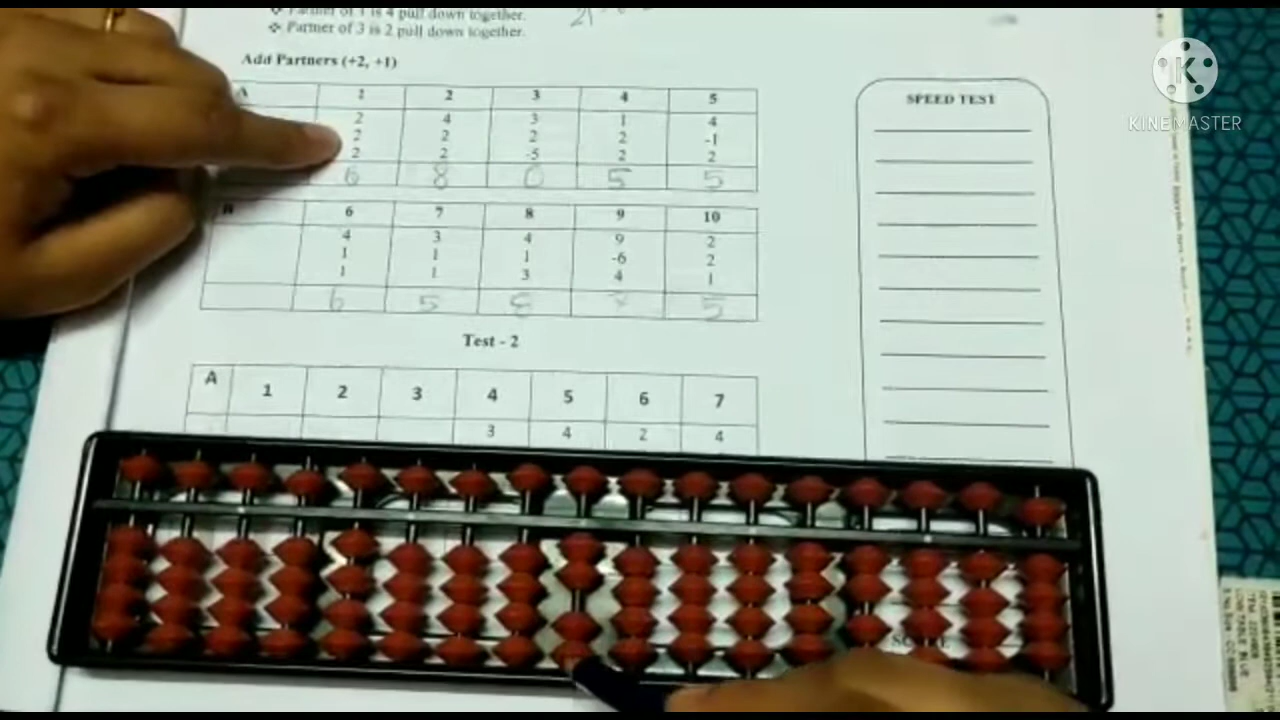 Partner of 1 is 4 pull down together.
Partner of 3 is 2 pull down together.
Add Partners (+2, +1)
A 1 2 3 4 5
2 4 3 1 4
2 2 2 2 -1
2 2 -5 2 2
6 8 0 5 5
B 6 7 8 9 10
4 3 4 9 2
1 1 1 -6 2
1 1 3 4 1
6 5 8 5
Test - 2
A 1 2 3 4 5 6 7
3 4 2 4
SPEED TEST
K
KINEMASTER